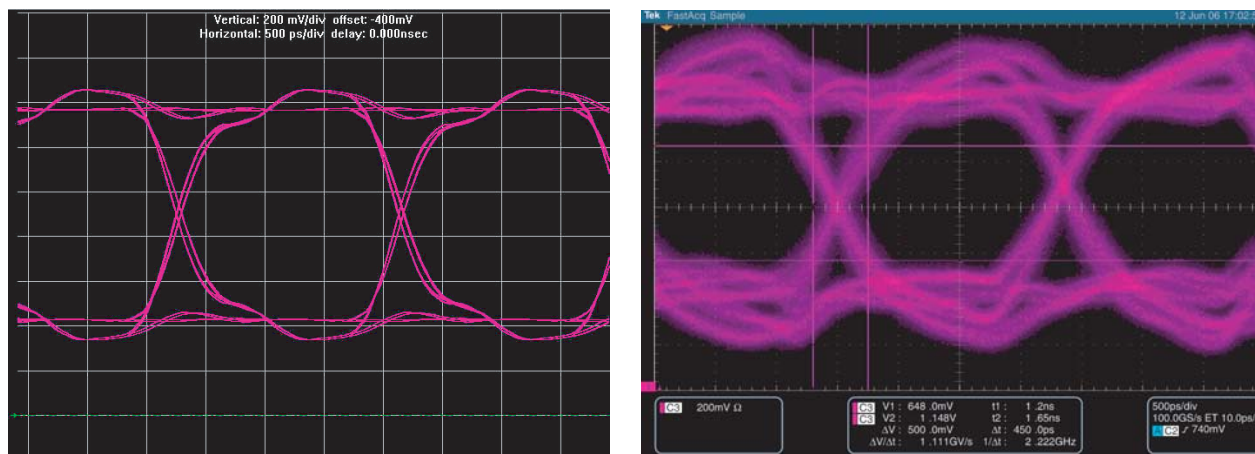 Vertical: 200 mV/div offset: -400mV
Horizontal: 500 ps/div delay: 0.000nsec
Tek FastAcq Sample
12 Jun 06 17:02:
C3 200mV Ω
C3 V1: 648.0mV t1: 1.2ns
C3 V2: 1.148V t2: 1.65ns
ΔV: 500.0mV Δt: 450.0ps
ΔV/Δt: 1.111GV/s 1/Δt: 2.222GHz
500ps/div
100.0GS/s ET 10.0ps/
A C2 740mV